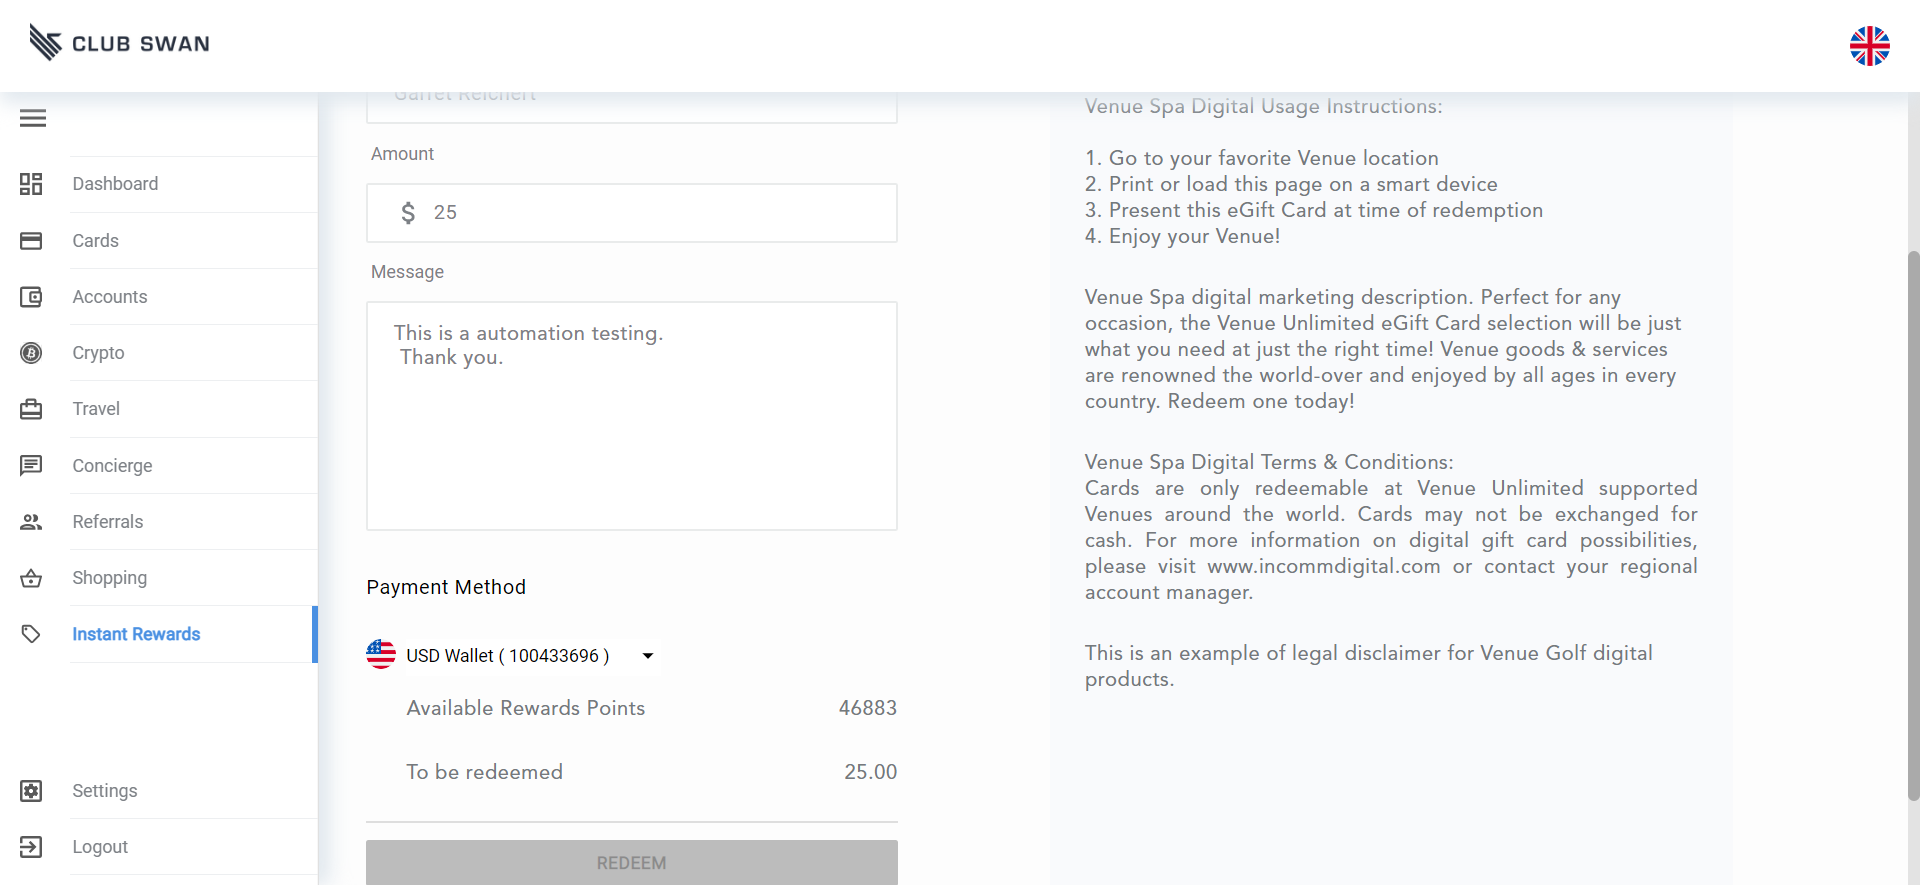 CLUB SWAN
Dashboard
Cards
Accounts
Crypto
Travel
Concierge
Referrals
Shopping
Instant Rewards
Settings
Logout
Garret Reichert
Amount
$ 25
Message
This is a automation testing.
Thank you.
Payment Method
USD Wallet ( 100433696 )
Available Rewards Points 46883
To be redeemed 25.00
REDEEM
Venue Spa Digital Usage Instructions:
1. Go to your favorite Venue location
2. Print or load this page on a smart device
3. Present this eGift Card at time of redemption
4. Enjoy your Venue!
Venue Spa digital marketing description. Perfect for any
occasion, the Venue Unlimited eGift Card selection will be just
what you need at just the right time! Venue goods & services
are renowned the world-over and enjoyed by all ages in every
country. Redeem one today!
Venue Spa Digital Terms & Conditions:
Cards are only redeemable at Venue Unlimited supported
Venues around the world. Cards may not be exchanged for
cash. For more information on digital gift card possibilities,
please visit www.incommdigital.com or contact your regional
account manager.
This is an example of legal disclaimer for Venue Golf digital
products.